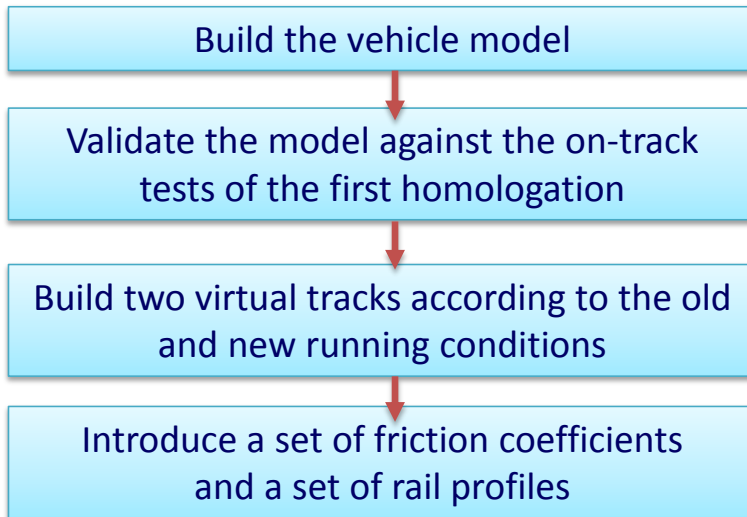 Build the vehicle model
Validate the model against the on-track
tests of the first homologation
Build two virtual tracks according to the old
and new running conditions
Introduce a set of friction coefficients
and a set of rail profiles